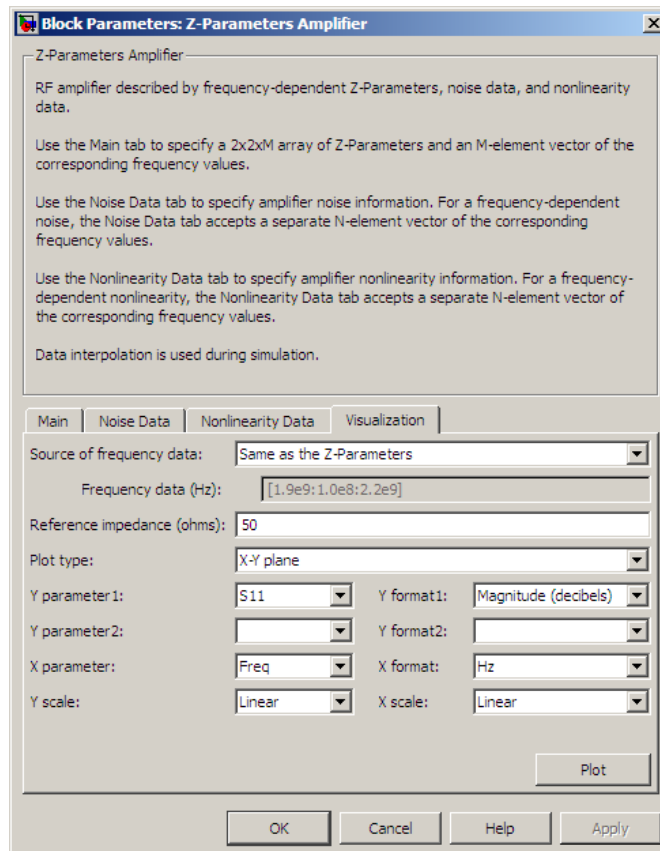 Block Parameters: Z-Parameters Amplifier
Z-Parameters Amplifier
RF amplifier described by frequency-dependent Z-Parameters, noise data, and nonlinearity
data.
Use the Main tab to specify a 2x2xM array of Z-Parameters and an M-element vector of the
corresponding frequency values.
Use the Noise Data tab to specify amplifier noise information. For a frequency-dependent
noise, the Noise Data tab accepts a separate N-element vector of the corresponding
frequency values.
Use the Nonlinearity Data tab to specify amplifier nonlinearity information. For a frequency-
dependent nonlinearity, the Nonlinearity Data tab accepts a separate N-element vector of
the corresponding frequency values.
Data interpolation is used during simulation.
Main Noise Data Nonlinearity Data Visualization
Source of frequency data: Same as the Z-Parameters
Frequency data (Hz): [1.9e9:1.0e8:2.2e9]
Reference impedance (ohms): 50
Plot type: X-Y plane
Y parameter1: S11 Y format1: Magnitude (decibels)
Y parameter2: Y format2:
X parameter: Freq X format: Hz
Y scale: Linear X scale: Linear
Plot
OK Cancel Help Apply